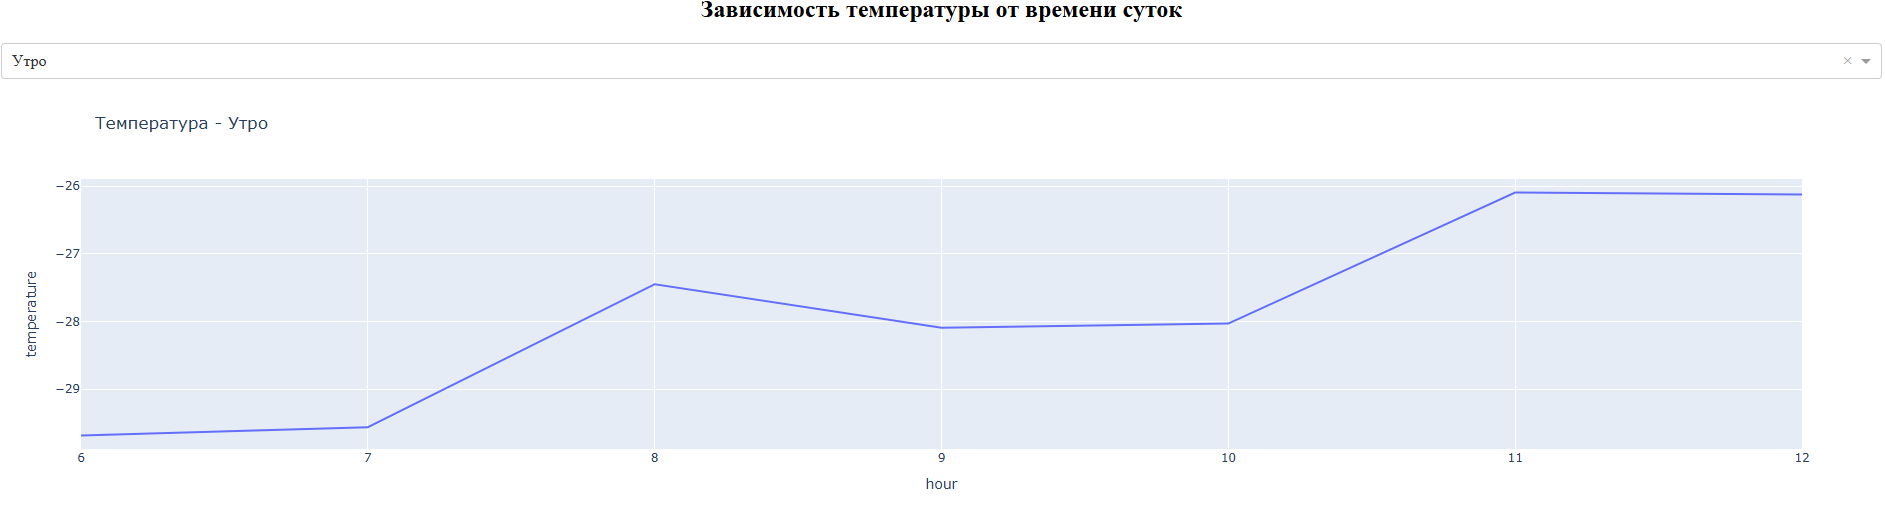 Зависимость температуры от времени суток
Утро
Температура - Утро
−26
−27
−28
−29
temperature
6 7 8 9 10 11 12
hour